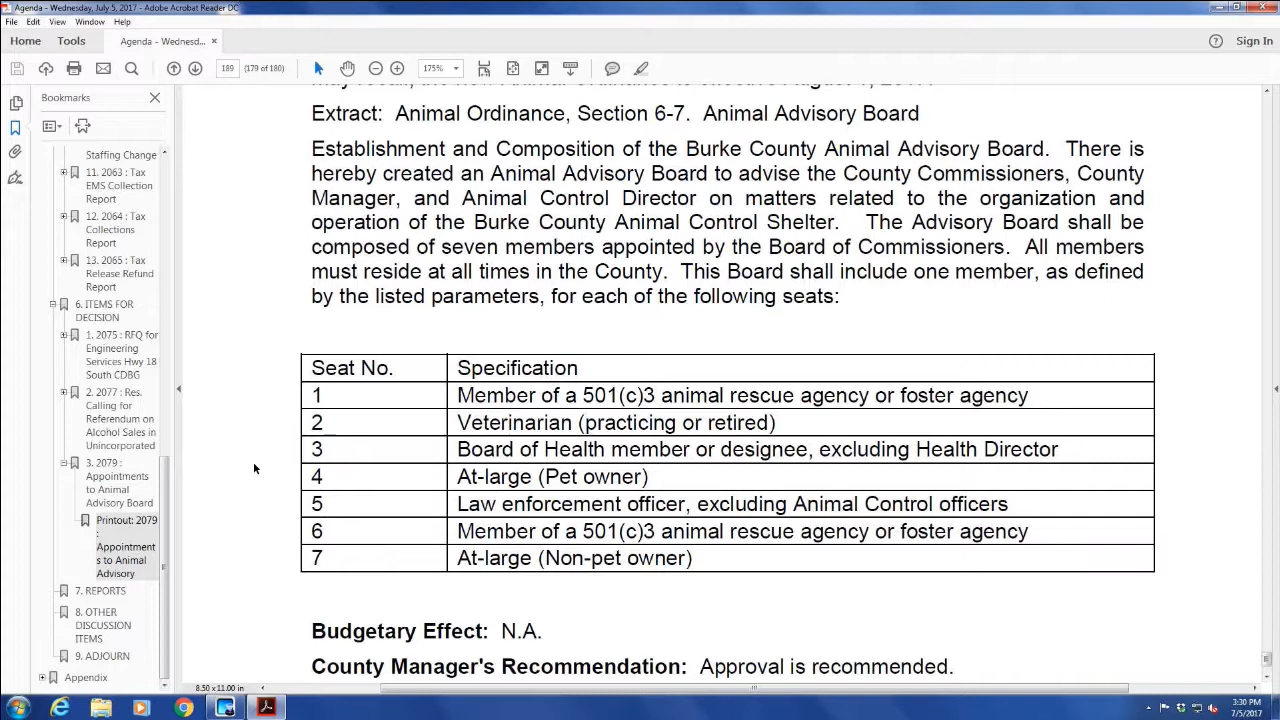 Agenda - Wednesday, July 5, 2017 - Adobe Acrobat Reader DC
File Edit View Window Help
Home Tools Agenda - Wednesd... × Sign In
189 (179 of 180) 175%
Bookmarks
Staffing Change
11. 2063 : Tax
EMS Collection
Report
12. 2064 : Tax
Collections
Report
13. 2065 : Tax
Release Refund
Report
6. ITEMS FOR
DECISION
1. 2075 : RFQ for
Engineering
Services Hwy 18
South CDBG
2. 2077 : Res.
Calling for
Referendum on
Alcohol Sales in
Unincorporated
3. 2079 :
Appointments
to Animal
Advisory Board
Printout: 2079
:
Appointment
s to Animal
Advisory
7. REPORTS
8. OTHER
DISCUSSION
ITEMS
9. ADJOURN
Appendix
Extract: Animal Ordinance, Section 6-7. Animal Advisory Board
Establishment and Composition of the Burke County Animal Advisory Board. There is
hereby created an Animal Advisory Board to advise the County Commissioners, County
Manager, and Animal Control Director on matters related to the organization and
operation of the Burke County Animal Control Shelter. The Advisory Board shall be
composed of seven members appointed by the Board of Commissioners. All members
must reside at all times in the County. This Board shall include one member, as defined
by the listed parameters, for each of the following seats:
Seat No. Specification
1 Member of a 501(c)3 animal rescue agency or foster agency
2 Veterinarian (practicing or retired)
3 Board of Health member or designee, excluding Health Director
4 At-large (Pet owner)
5 Law enforcement officer, excluding Animal Control officers
6 Member of a 501(c)3 animal rescue agency or foster agency
7 At-large (Non-pet owner)
Budgetary Effect: N.A.
County Manager's Recommendation: Approval is recommended.
8.50 x 11.00 in
3:30 PM
7/5/2017